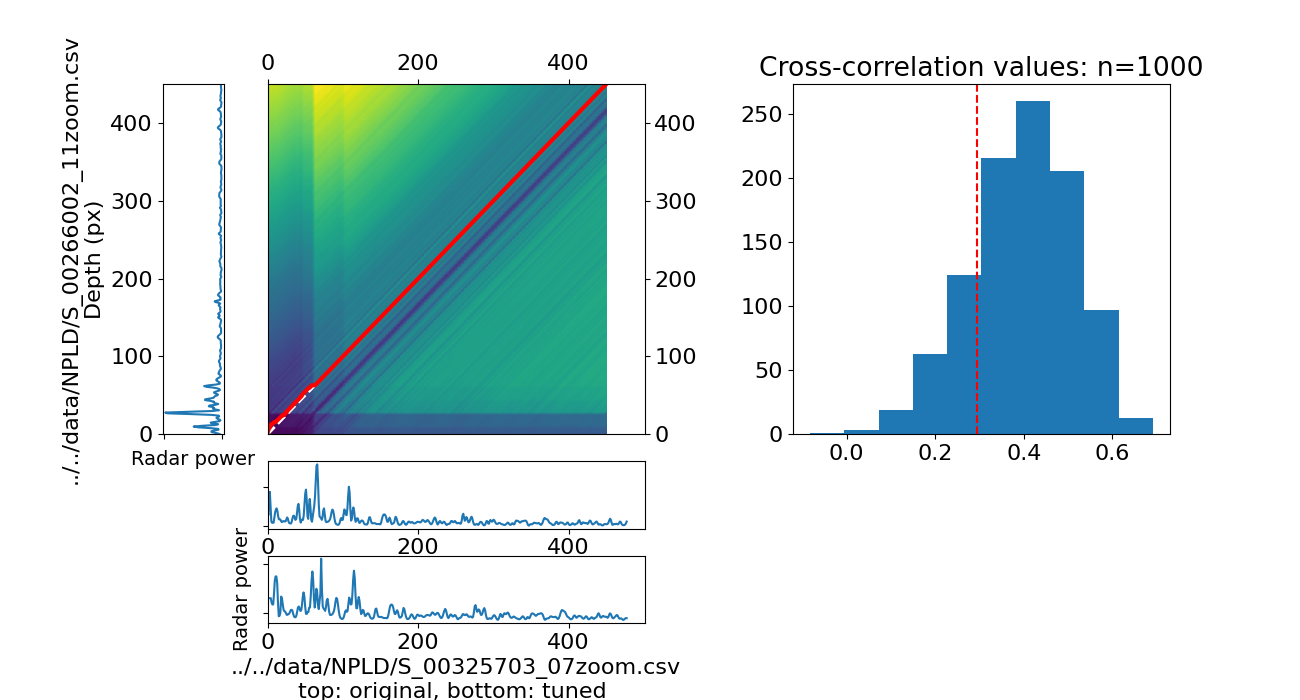 ../../data/NPLD/S_00266002_11zoom.csv
Depth (px)
0 200 400
400
300
200
100
0
400
300
200
100
0
Radar power
0 200 400
Radar power
0 200 400
../../data/NPLD/S_00325703_07zoom.csv
top: original, bottom: tuned
Cross-correlation values: n=1000
250
200
150
100
50
0
0.0 0.2 0.4 0.6